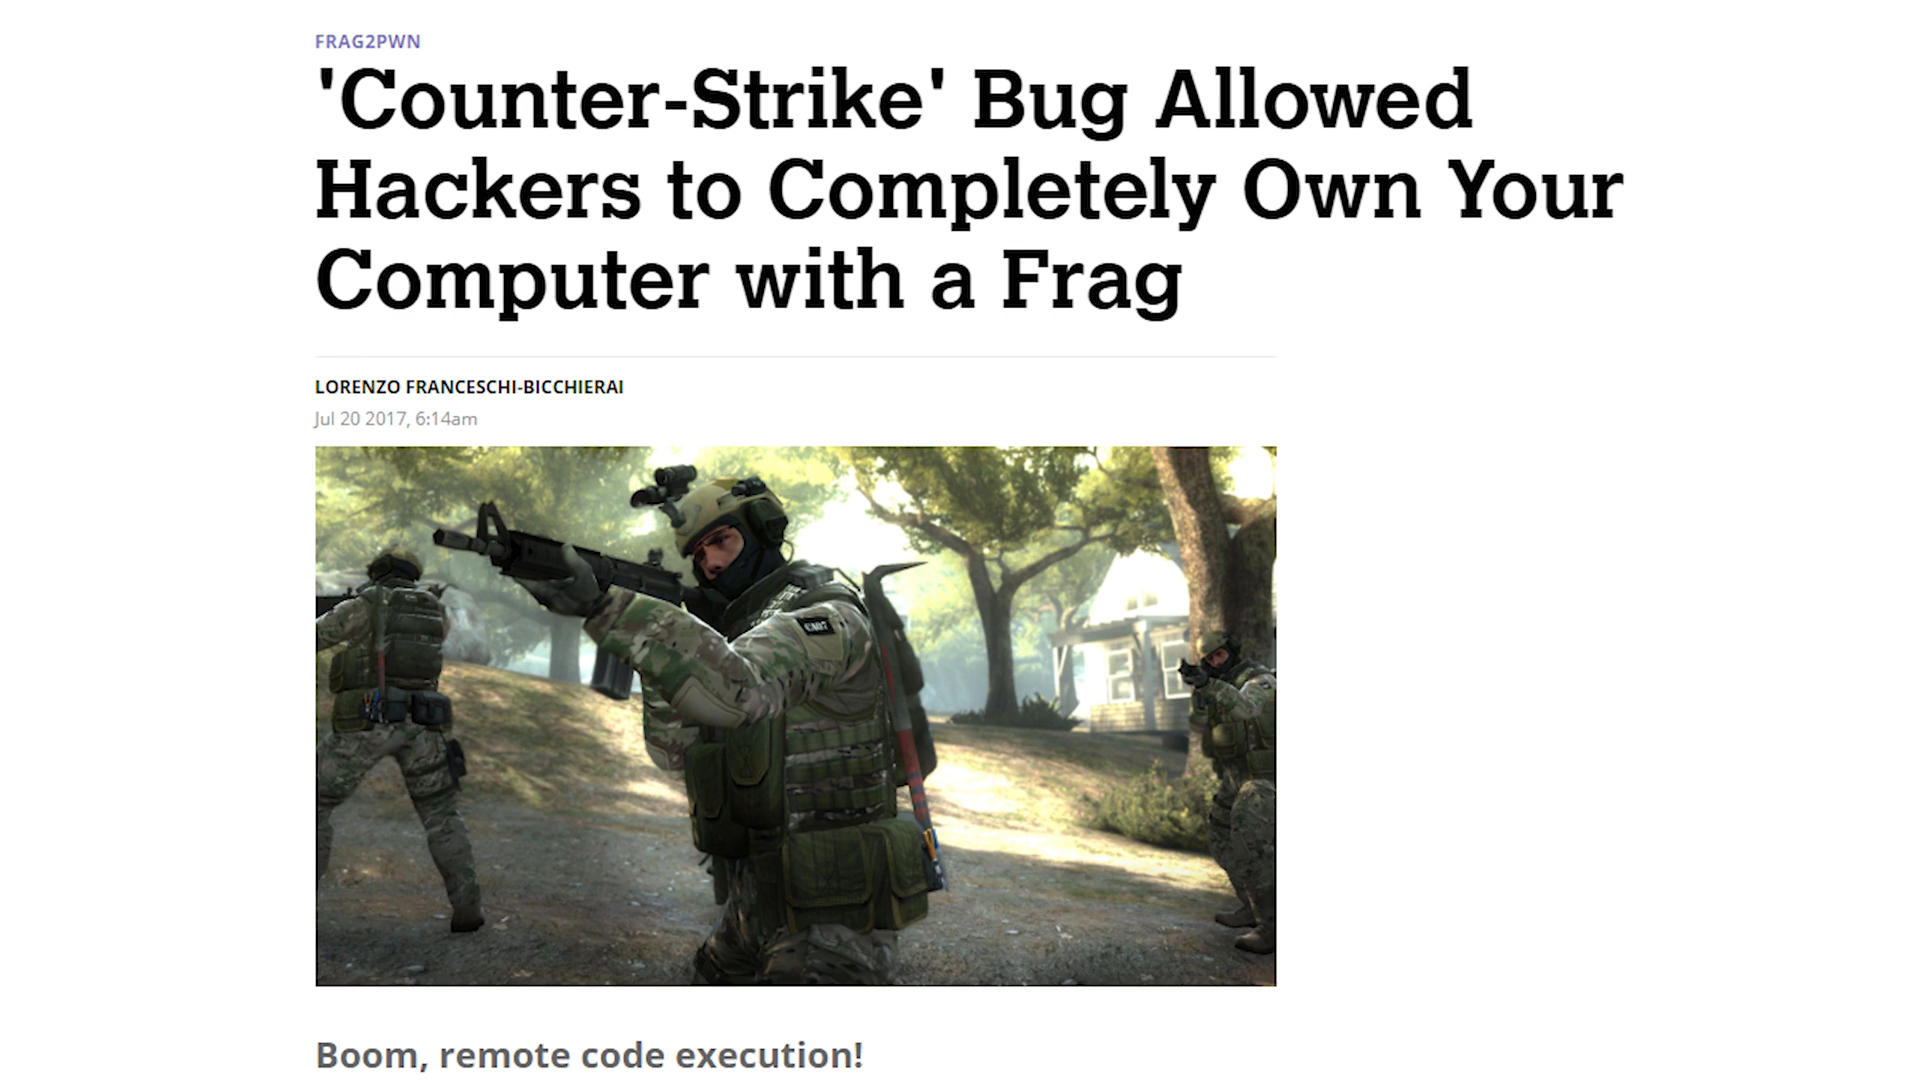 FRAG2PWN
'Counter-Strike' Bug Allowed
Hackers to Completely Own Your
Computer with a Frag
LORENZO FRANCESCHI-BICCHIERAI
Jul 20 2017, 6:14am
Boom, remote code execution!